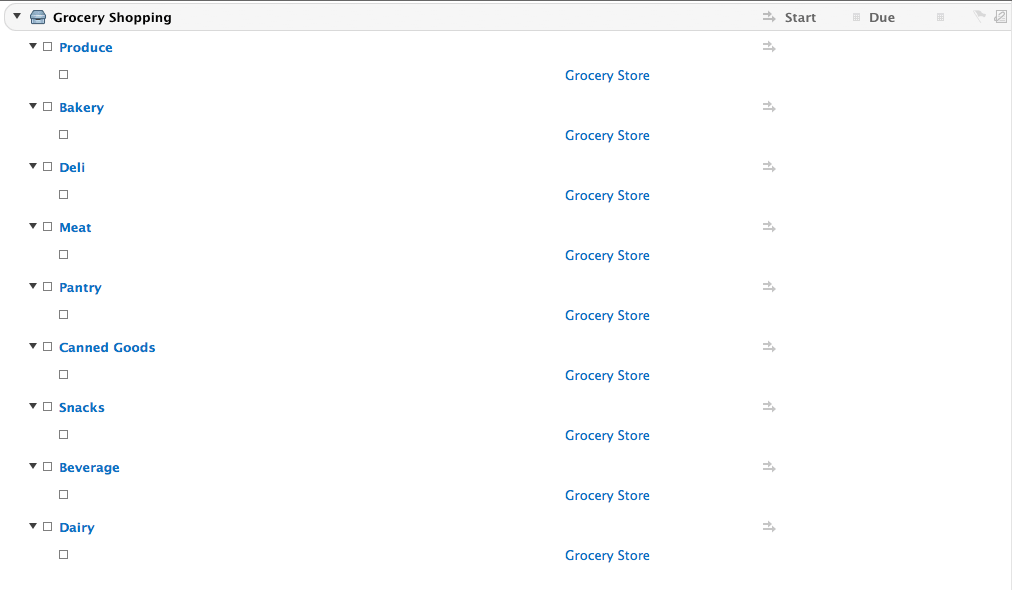 Grocery Shopping Start Due
Produce
Grocery Store
Bakery
Grocery Store
Deli
Grocery Store
Meat
Grocery Store
Pantry
Grocery Store
Canned Goods
Grocery Store
Snacks
Grocery Store
Beverage
Grocery Store
Dairy
Grocery Store